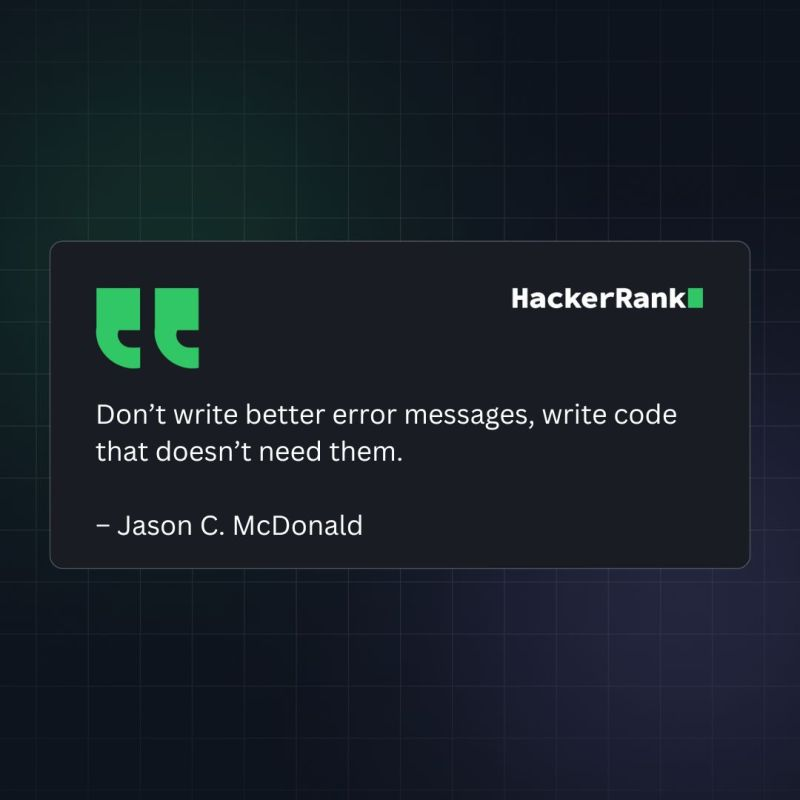 HackerRank
Don’t write better error messages, write code
that doesn’t need them.
– Jason C. McDonald